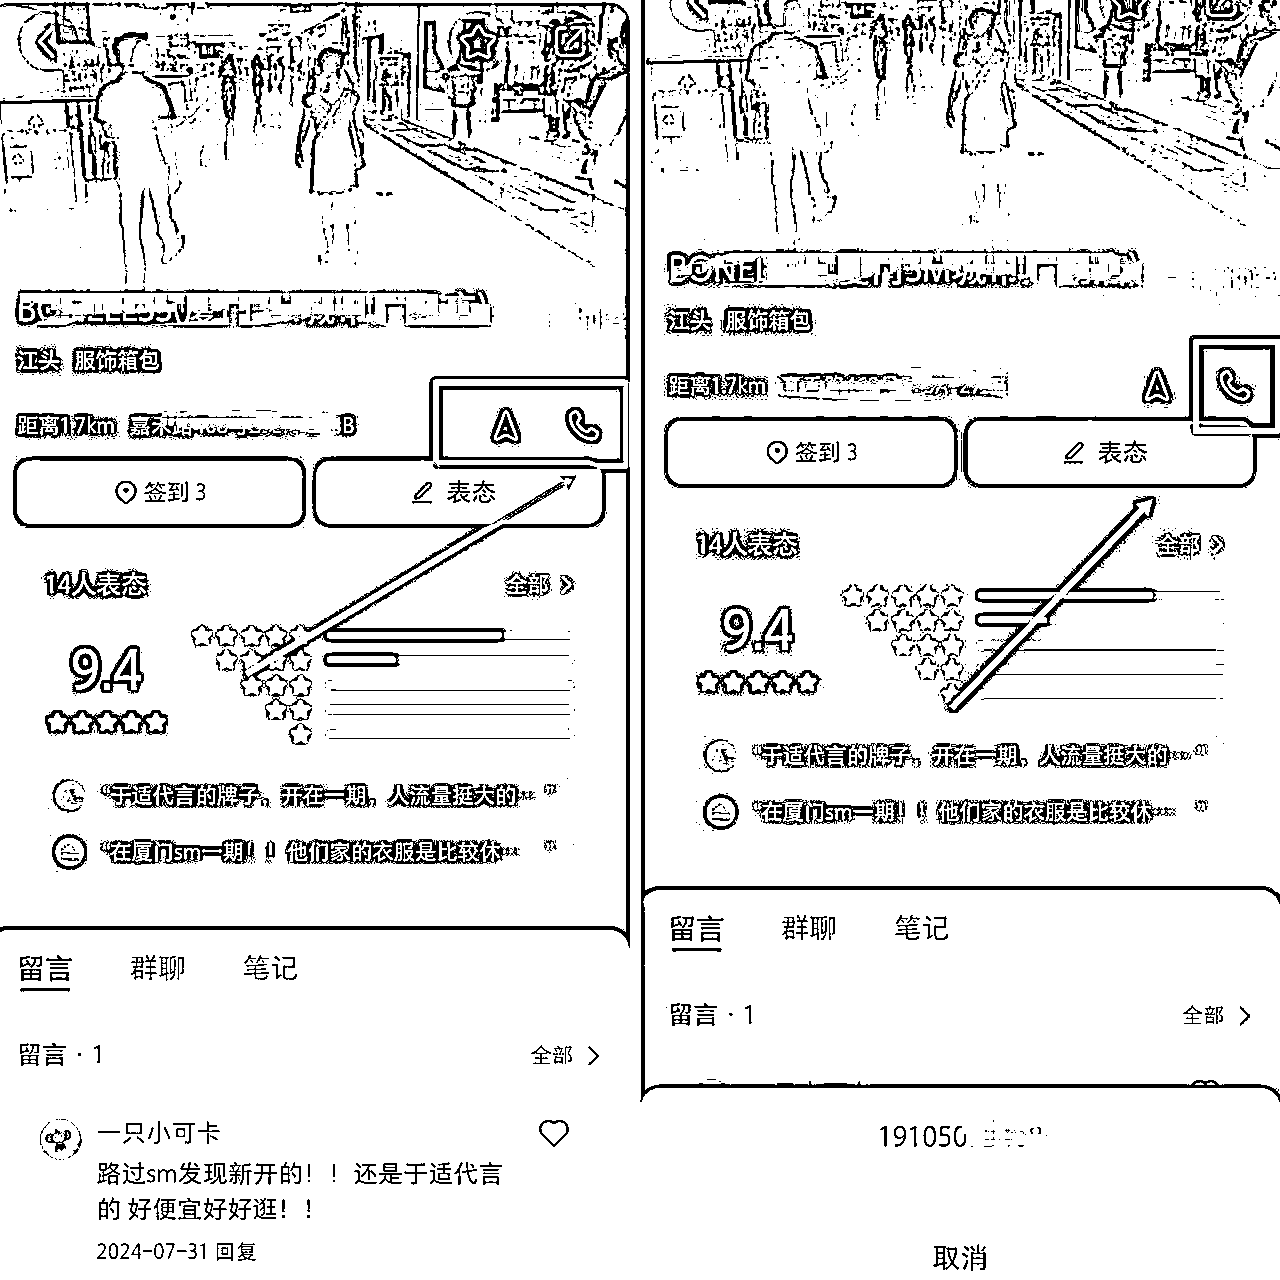 江头 服饰箱包
距离1.7km 嘉禾路
签到 3
表态
14人表态
全部
9.4
“于适代言的牌子。开在一期，人流量挺大的… ”
“在厦门sm一期！！他们家的衣服是比较休… ”
留言 群聊 笔记
留言 · 1
全部
一只小可卡
路过sm发现新开的！！还是于适代言
的 好便宜好好逛！！
2024-07-31 回复
江头 服饰箱包
距离1.7km
签到 3
表态
14人表态
全部
9.4
“于适代言的牌子。开在一期，人流量挺大的… ”
“在厦门sm一期！！他们家的衣服是比较休… ”
留言 群聊 笔记
留言 · 1
全部
191050
取消